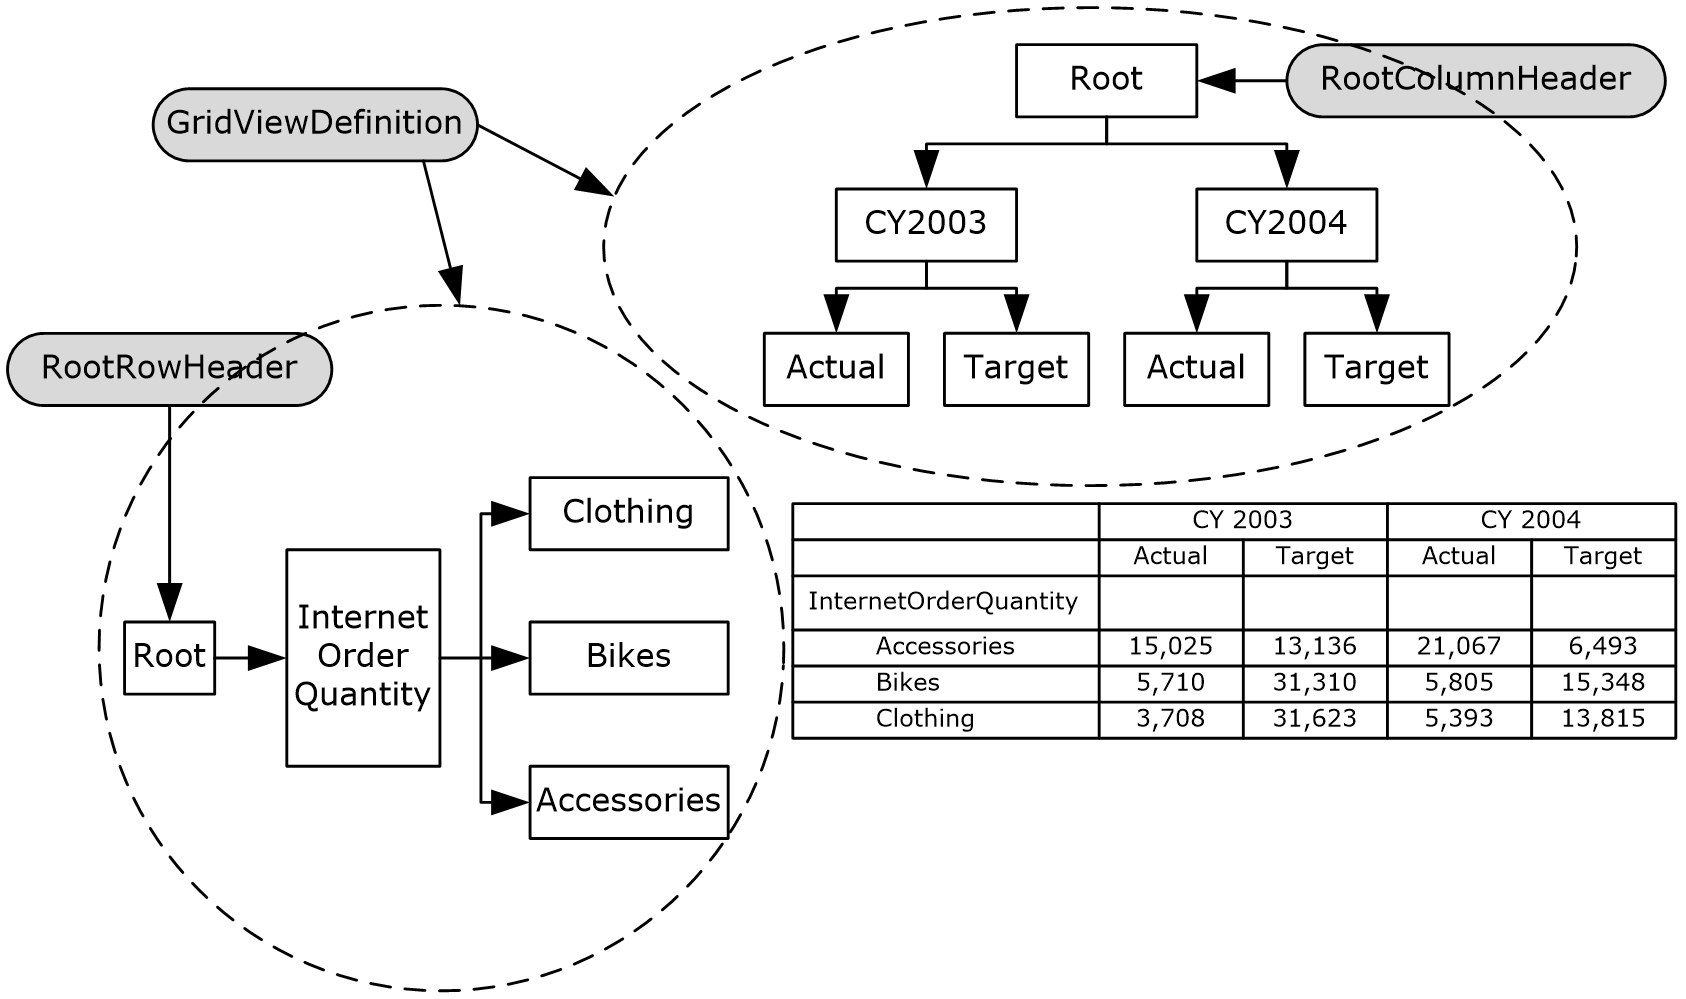 Root
RootColumnHeader
GridViewDefinition
CY2003
CY2004
Actual
Target
Actual
Target
RootRowHeader
Clothing
Internet
Order
Quantity
Root
Bikes
Accessories
CY 2003 CY 2004
Actual Target Actual Target
InternetOrderQuantity
Accessories 15,025 13,136 21,067 6,493
Bikes 5,710 31,310 5,805 15,348
Clothing 3,708 31,623 5,393 13,815